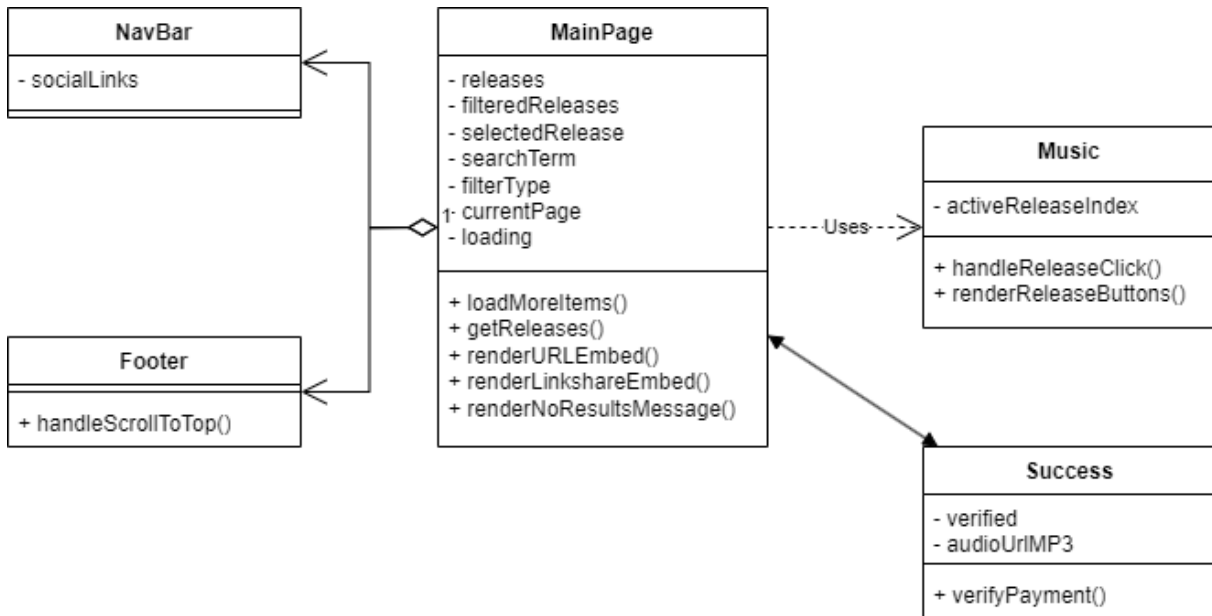 NavBar
- socialLinks
Footer
+ handleScrollToTop()
MainPage
- releases
- filteredReleases
- selectedRelease
- searchTerm
- filterType
1
- currentPage
- loading
+ loadMoreItems()
+ getReleases()
+ renderURLEmbed()
+ renderLinkshareEmbed()
+ renderNoResultsMessage()
Uses
Music
- activeReleaseIndex
+ handleReleaseClick()
+ renderReleaseButtons()
Success
- verified
- audioUrlMP3
+ verifyPayment()